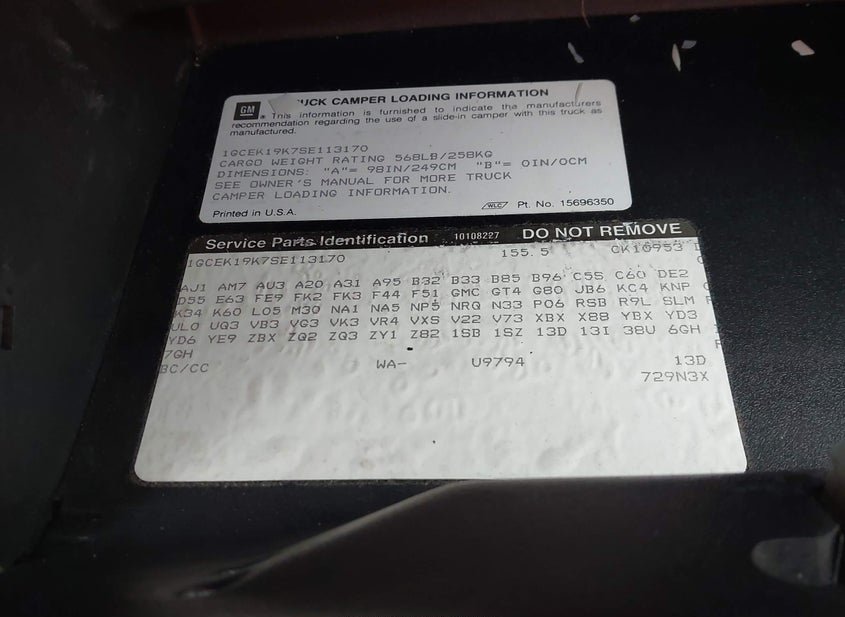 GM UCK CAMPER LOADING INFORMATION
This information is furnished to indicate the manufacturers
recommendation regarding the use of a slide-in camper with this truck as
manufactured.
1GCEK19K7SE113170
CARGO WEIGHT RATING 568LB/258KG
DIMENSIONS: "A"= 98IN/249CM "B"= 0IN/0CM
SEE OWNER'S MANUAL FOR MORE TRUCK
CAMPER LOADING INFORMATION.
Printed in U.S.A. WLC Pt. No. 15696350
Service Parts Identification 10108227 DO NOT REMOVE
1GCEK19K7SE113170 155.5 CK10953
AJ1 AM7 AU3 A20 A31 A95 B32 B33 B85 B96 C5S C60 DE2
D55 E63 FE9 FK2 FK3 F44 F51 GMC GT4 G80 JB6 KC4 KNP
K34 K60 L05 M30 NA1 NA5 NP5 NRQ N33 P06 RSB R9L SLM
UL0 UQ3 VB3 VG3 VK3 VR4 VXS V22 V73 XBX X88 YBX YD3
YD6 YE9 ZBX ZQ2 ZQ3 ZY1 Z82 1SB 1SZ 13D 13I 38U 6GH
7GH
BC/CC WA- U9794 13D
729N3X